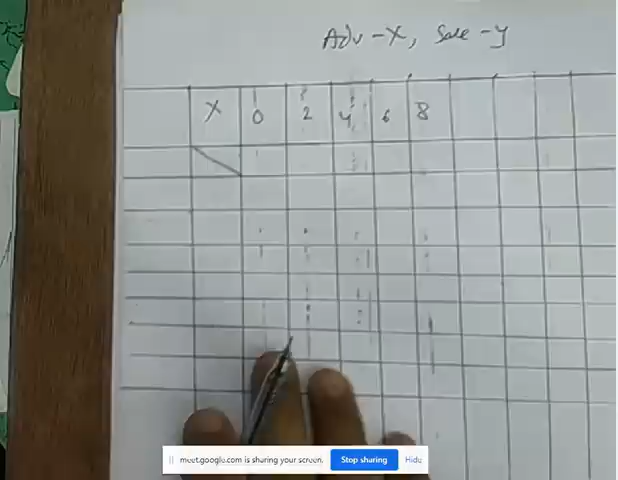 Adv - X, Sale - y
X 0 2 4 6 8
meet.google.com is sharing your screen. Stop sharing Hide